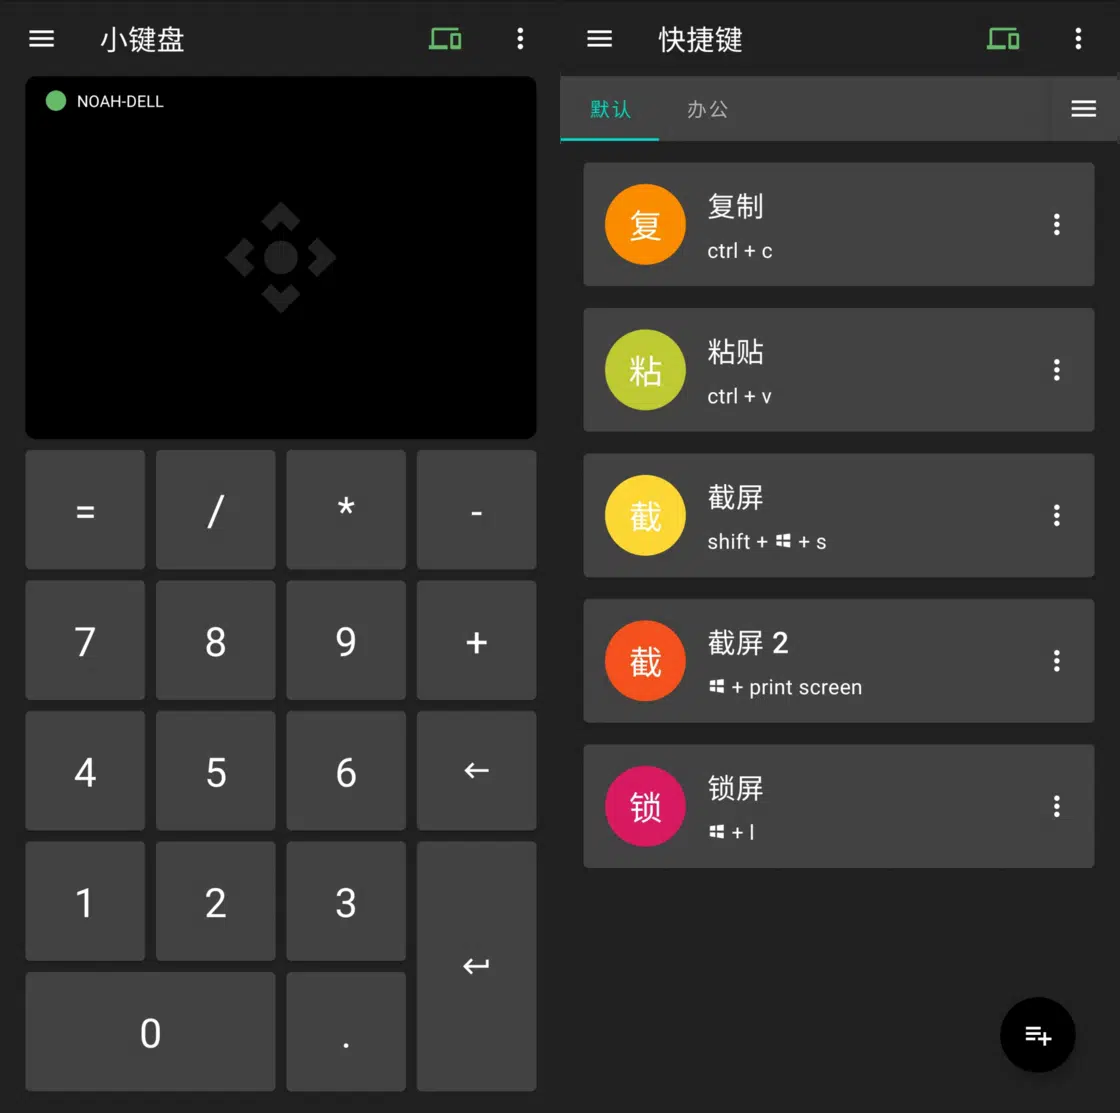 小键盘
NOAH-DELL
= / * -
7 8 9 +
4 5 6 ←
1 2 3 ↵
0 .
快捷键
默认 办公
复 复制
ctrl + c
粘 粘贴
ctrl + v
截 截屏
shift + + s
截 截屏 2
+ print screen
锁 锁屏
+ l